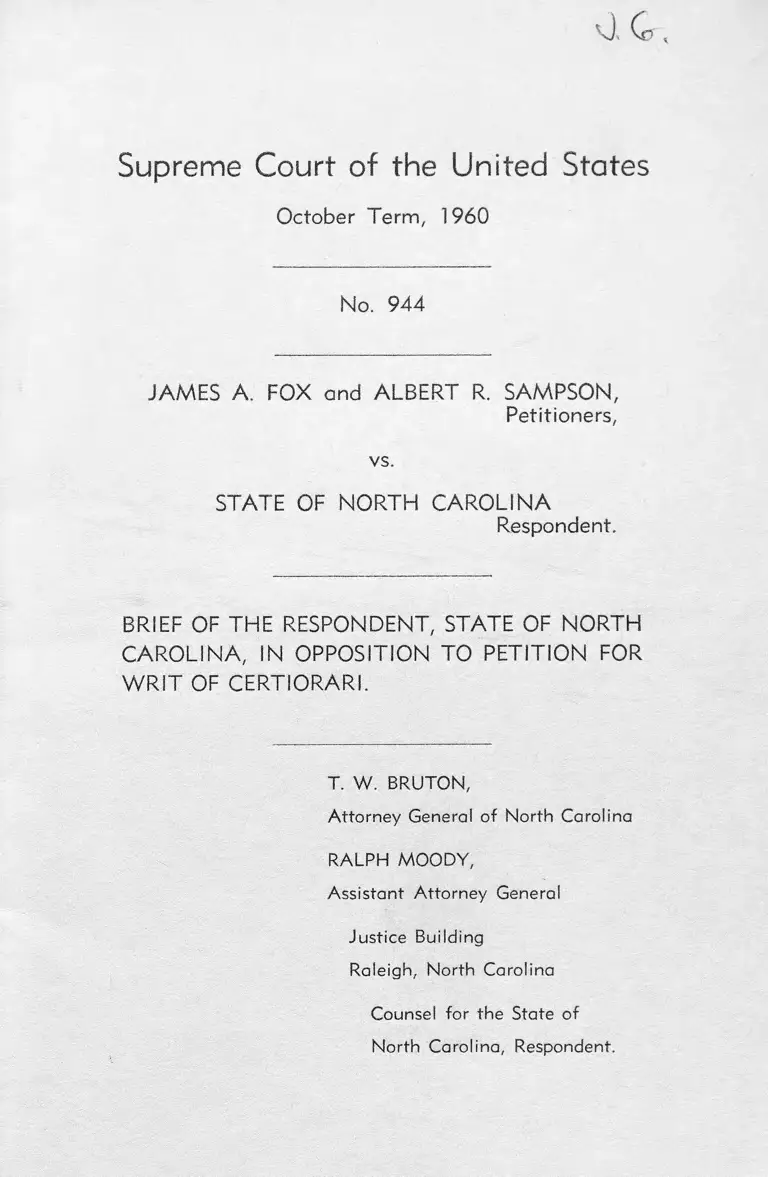 J. G.
Supreme Court of the United States
October Term, 1960
No. 944
JAMES A. FOX and ALBERT R. SAMPSON,
Petitioners,
vs.
STATE OF NORTH CAROLINA
Respondent.
BRIEF OF THE RESPONDENT, STATE OF NORTH
CAROLINA, IN OPPOSITION TO PETITION FOR
WRIT OF CERTIORARI.
T. W. BRUTON,
Attorney General of North Carolina
RALPH MOODY,
Assistant Attorney General
Justice Building
Raleigh, North Carolina
Counsel for the State of
North Carolina, Respondent.